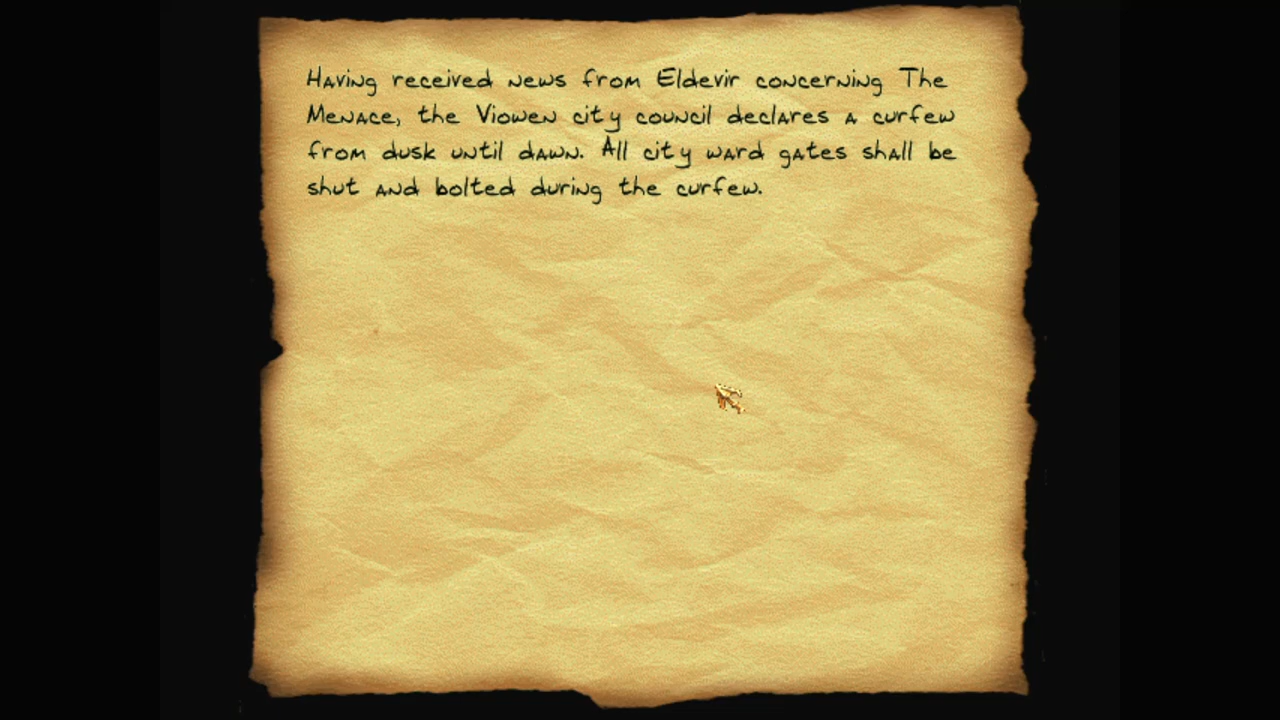 Having received news from Eldevir concerning The
Menace, the Viowen city council declares a curfew
from dusk until dawn. All city ward gates shall be
shut and bolted during the curfew.